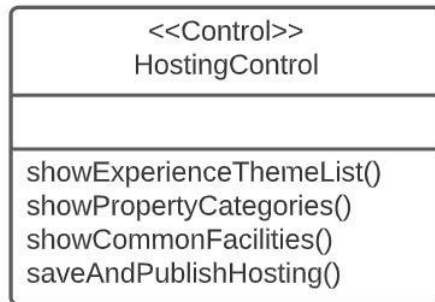 <<Control>>
HostingControl
showExperienceThemeList()
showPropertyCategories()
showCommonFacilities()
saveAndPublishHosting()